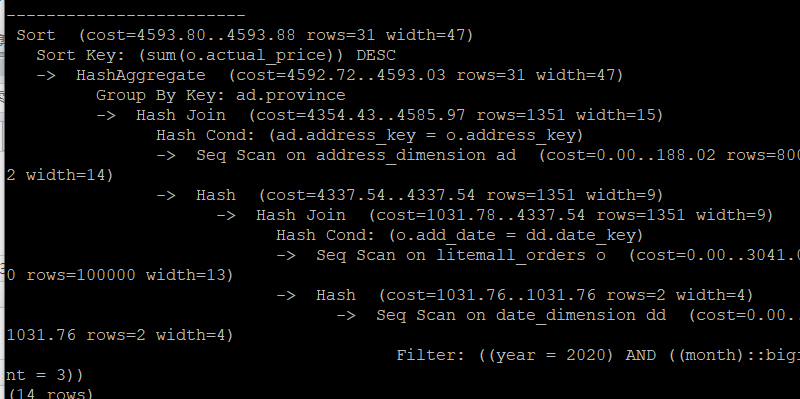 ------------------------
Sort  (cost=4593.80..4593.88 rows=31 width=47)
Sort Key: (sum(o.actual_price)) DESC
->  HashAggregate  (cost=4592.72..4593.03 rows=31 width=47)
Group By Key: ad.province
->  Hash Join  (cost=4354.43..4585.97 rows=1351 width=15)
Hash Cond: (ad.address_key = o.address_key)
->  Seq Scan on address_dimension ad  (cost=0.00..188.02 rows=800
2 width=14)
->  Hash  (cost=4337.54..4337.54 rows=1351 width=9)
->  Hash Join  (cost=1031.78..4337.54 rows=1351 width=9)
Hash Cond: (o.add_date = dd.date_key)
->  Seq Scan on litemall_orders o  (cost=0.00..3041.0
0 rows=100000 width=13)
->  Hash  (cost=1031.76..1031.76 rows=2 width=4)
->  Seq Scan on date_dimension dd  (cost=0.00..
1031.76 rows=2 width=4)
Filter: ((year = 2020) AND ((month)::bigi
nt = 3))
(14 rows)